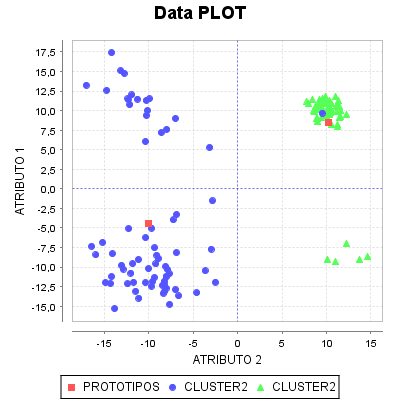 Data PLOT
17,5
15,0
12,5
10,0
7,5
5,0
2,5
0,0
-2,5
-5,0
-7,5
-10,0
-12,5
-15,0
ATRIBUTO 1
-15 -10 -5 0 5 10 15
ATRIBUTO 2
PROTOTIPOS CLUSTER2 CLUSTER2